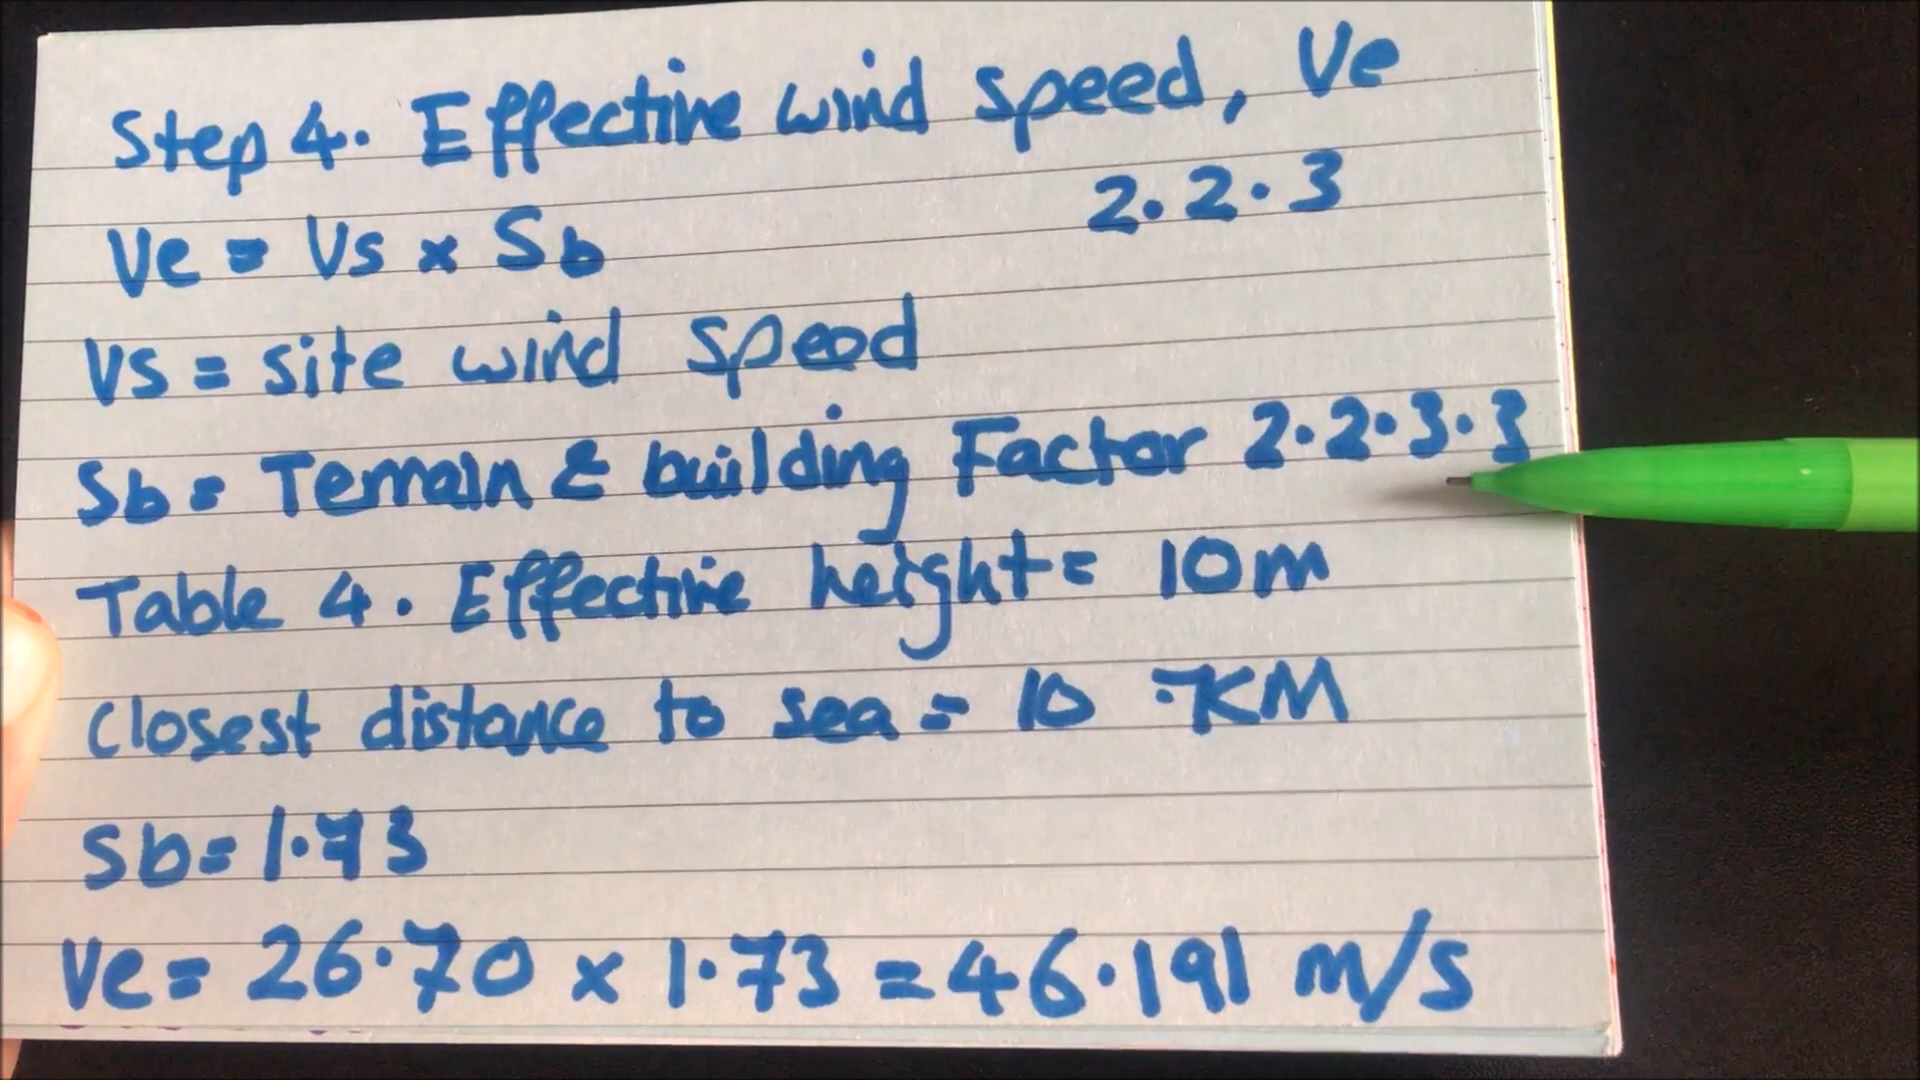 Step 4. Effective wind speed, Ve
2.2.3
Ve = Vs x Sb
Vs = site wind speed
Sb = Terrain & building Factor 2.2.3.3
Table 4. Effective height = 10m
Closest distance to sea = 10 KM
Sb = 1.73
Ve = 26.70 x 1.73 = 46.191 m/s